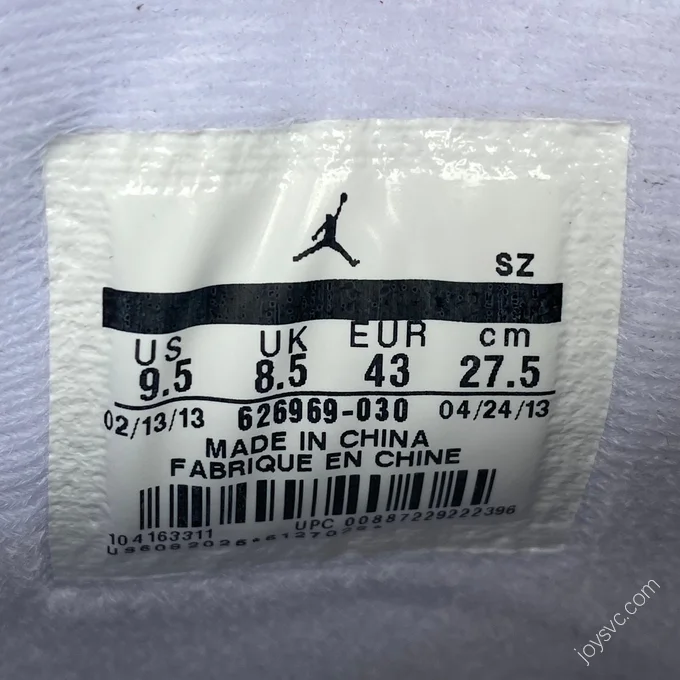 SZ
US UK EUR cm
9.5 8.5 43 27.5
02/13/13 626969-030 04/24/13
MADE IN CHINA
FABRIQUE EN CHINE
104163311 UPC 00887229222396
joysvc.com